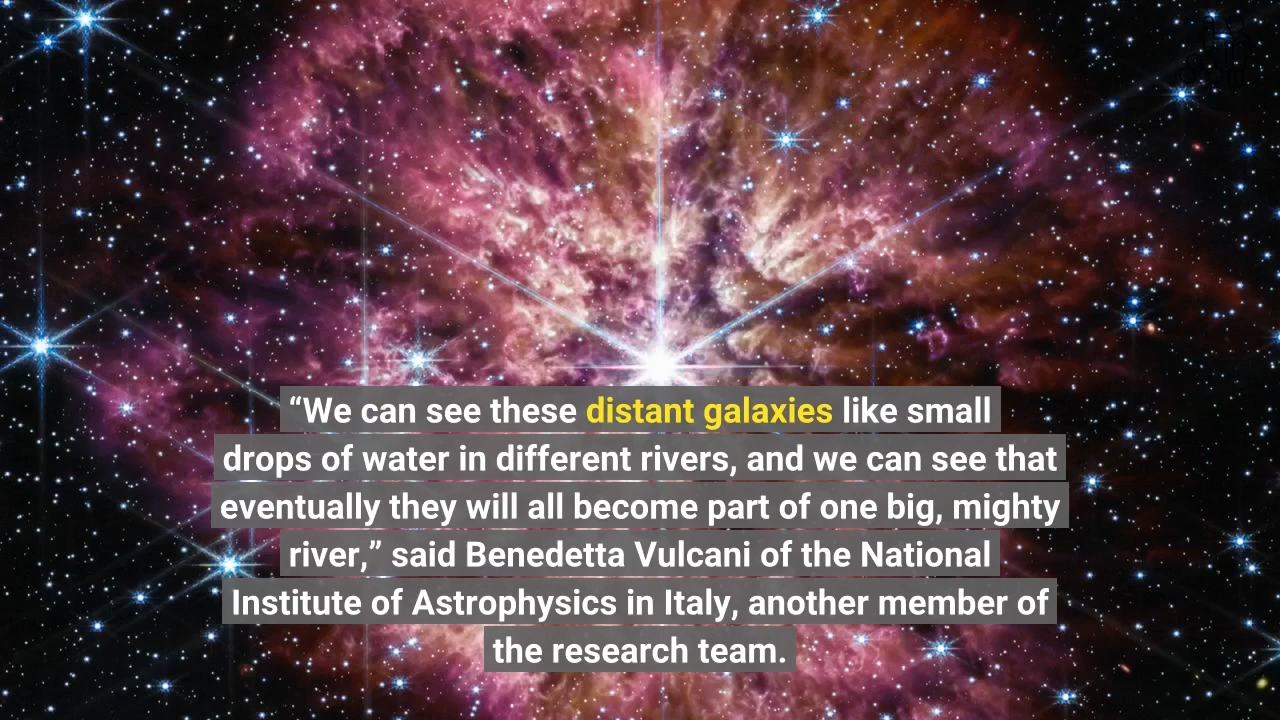 “We can see these distant galaxies like small
drops of water in different rivers, and we can see that
eventually they will all become part of one big, mighty
river,” said Benedetta Vulcani of the National
Institute of Astrophysics in Italy, another member of
the research team.